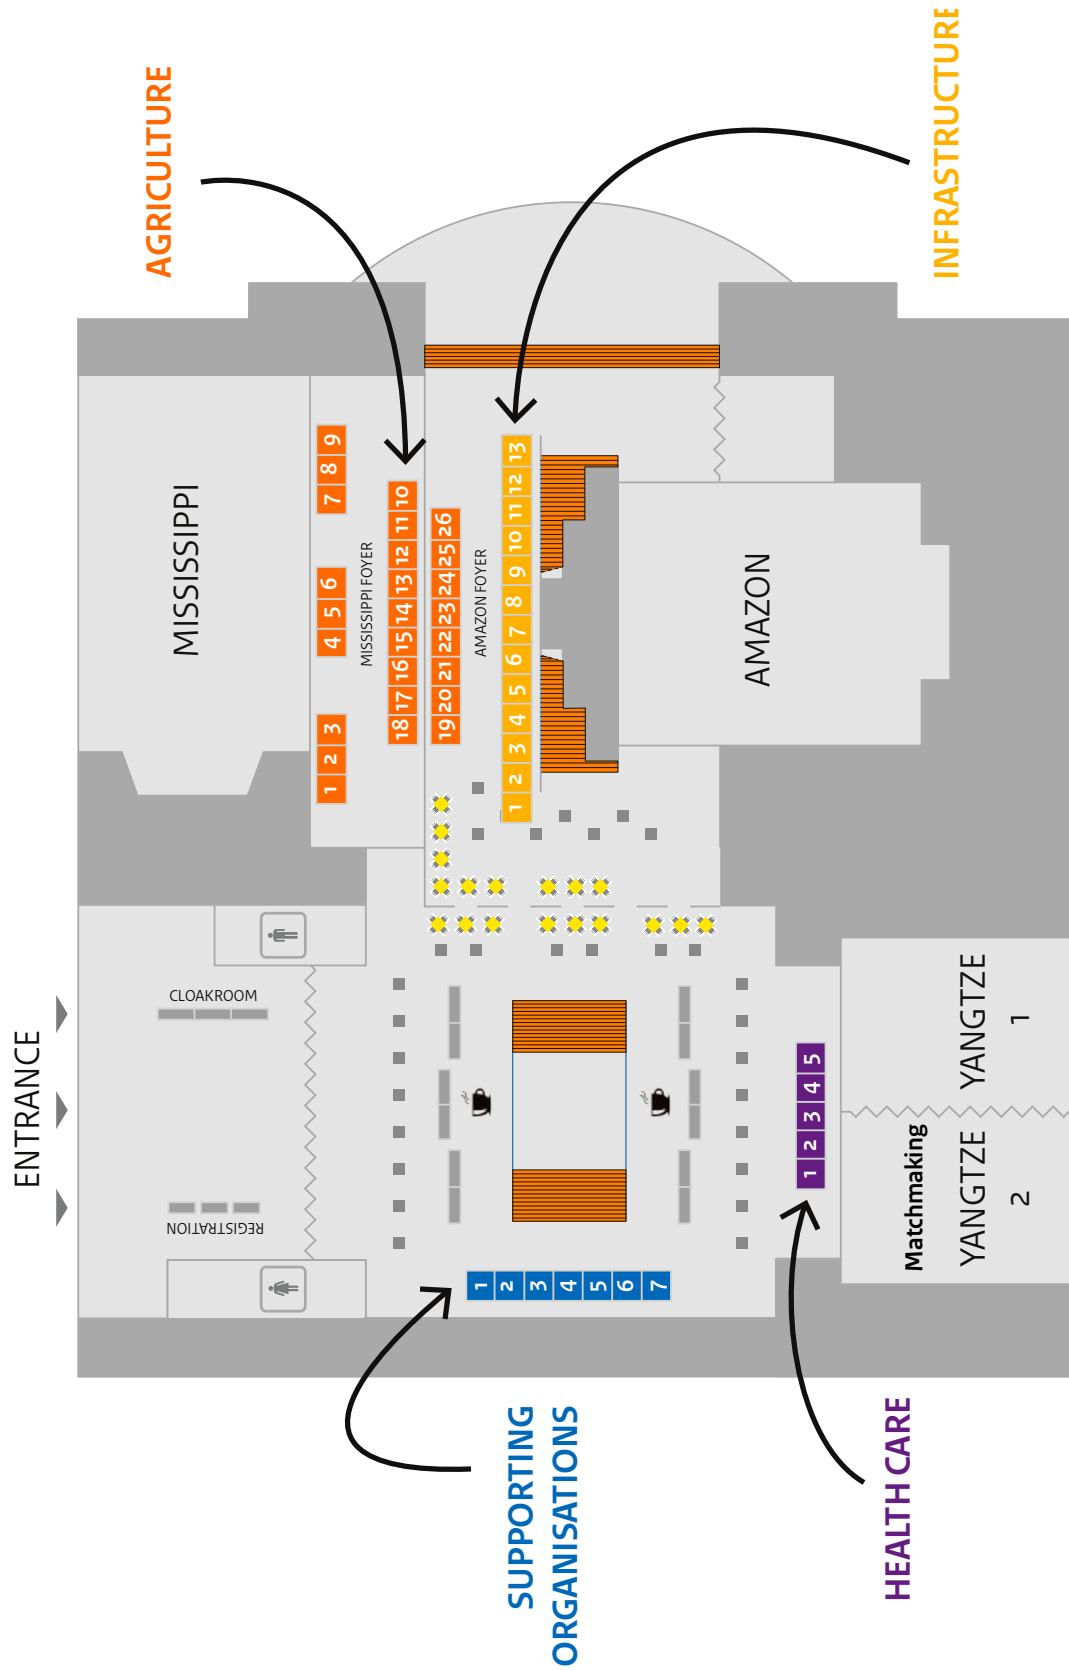 ENTRANCE
REGISTRATION
CLOAKROOM
AGRICULTURE
MISSISSIPPI
1 2 3 4 5 6 7 8 9
MISSISSIPPI FOYER
18 17 16 15 14 13 12 11 10
19 20 21 22 23 24 25 26
AMAZON FOYER
1 2 3 4 5 6 7 8 9 10 11 12 13
SUPPORTING
ORGANISATIONS
1
2
3
4
5
6
7
AMAZON
INFRASTRUCTURE
1 2 3 4 5
HEALTH CARE
Matchmaking
YANGTZE
2
YANGTZE
1